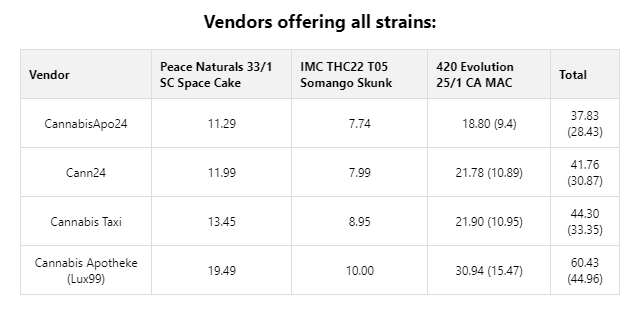 Vendors offering all strains:
Vendor
Peace Naturals 33/1
SC Space Cake
IMC THC22 T05
Somango Skunk
420 Evolution
25/1 CA MAC
Total
CannabisApo24
11.29
7.74
18.80 (9.4)
37.83
(28.43)
Cann24
11.99
7.99
21.78 (10.89)
41.76
(30.87)
Cannabis Taxi
13.45
8.95
21.90 (10.95)
44.30
(33.35)
Cannabis Apotheke
(Lux99)
19.49
10.00
30.94 (15.47)
60.43
(44.96)